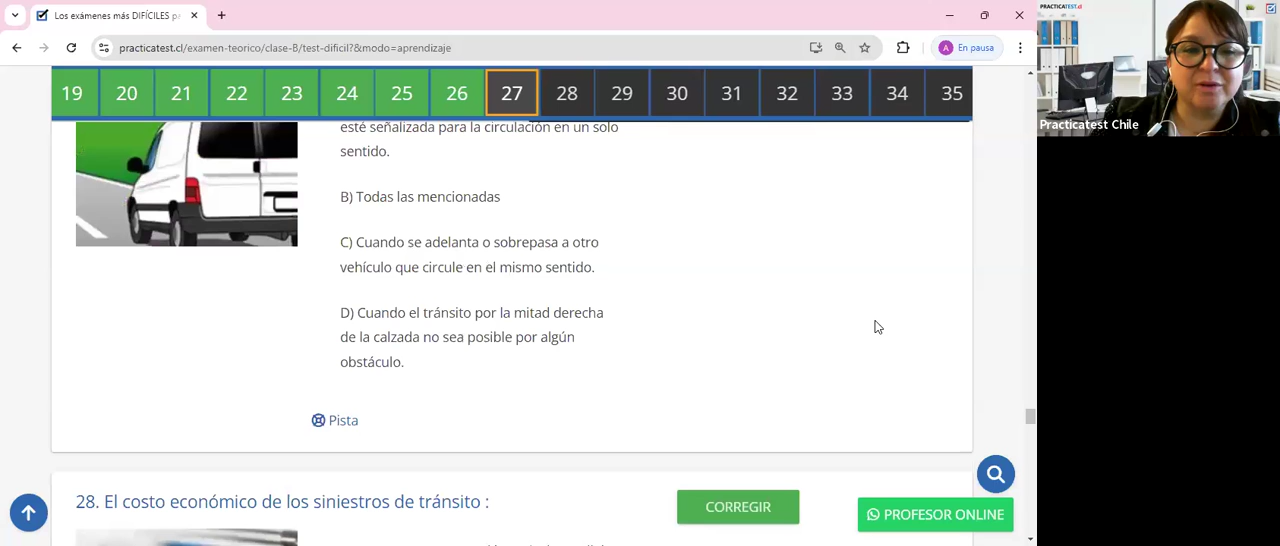 Los exámenes más DIFÍCILES pa
practicatest.cl/examen-teorico/clase-B/test-dificil?&modo=aprendizaje
A En pausa
19 20 21 22 23 24 25 26 27 28 29 30 31 32 33 34 35
esté señalizada para la circulación en un solo
sentido.
B) Todas las mencionadas
C) Cuando se adelanta o sobrepasa a otro
vehículo que circule en el mismo sentido.
D) Cuando el tránsito por la mitad derecha
de la calzada no sea posible por algún
obstáculo.
Pista
28. El costo económico de los siniestros de tránsito :
CORREGIR
PROFESOR ONLINE
PRACTICATEST.cl
Practicatest Chile